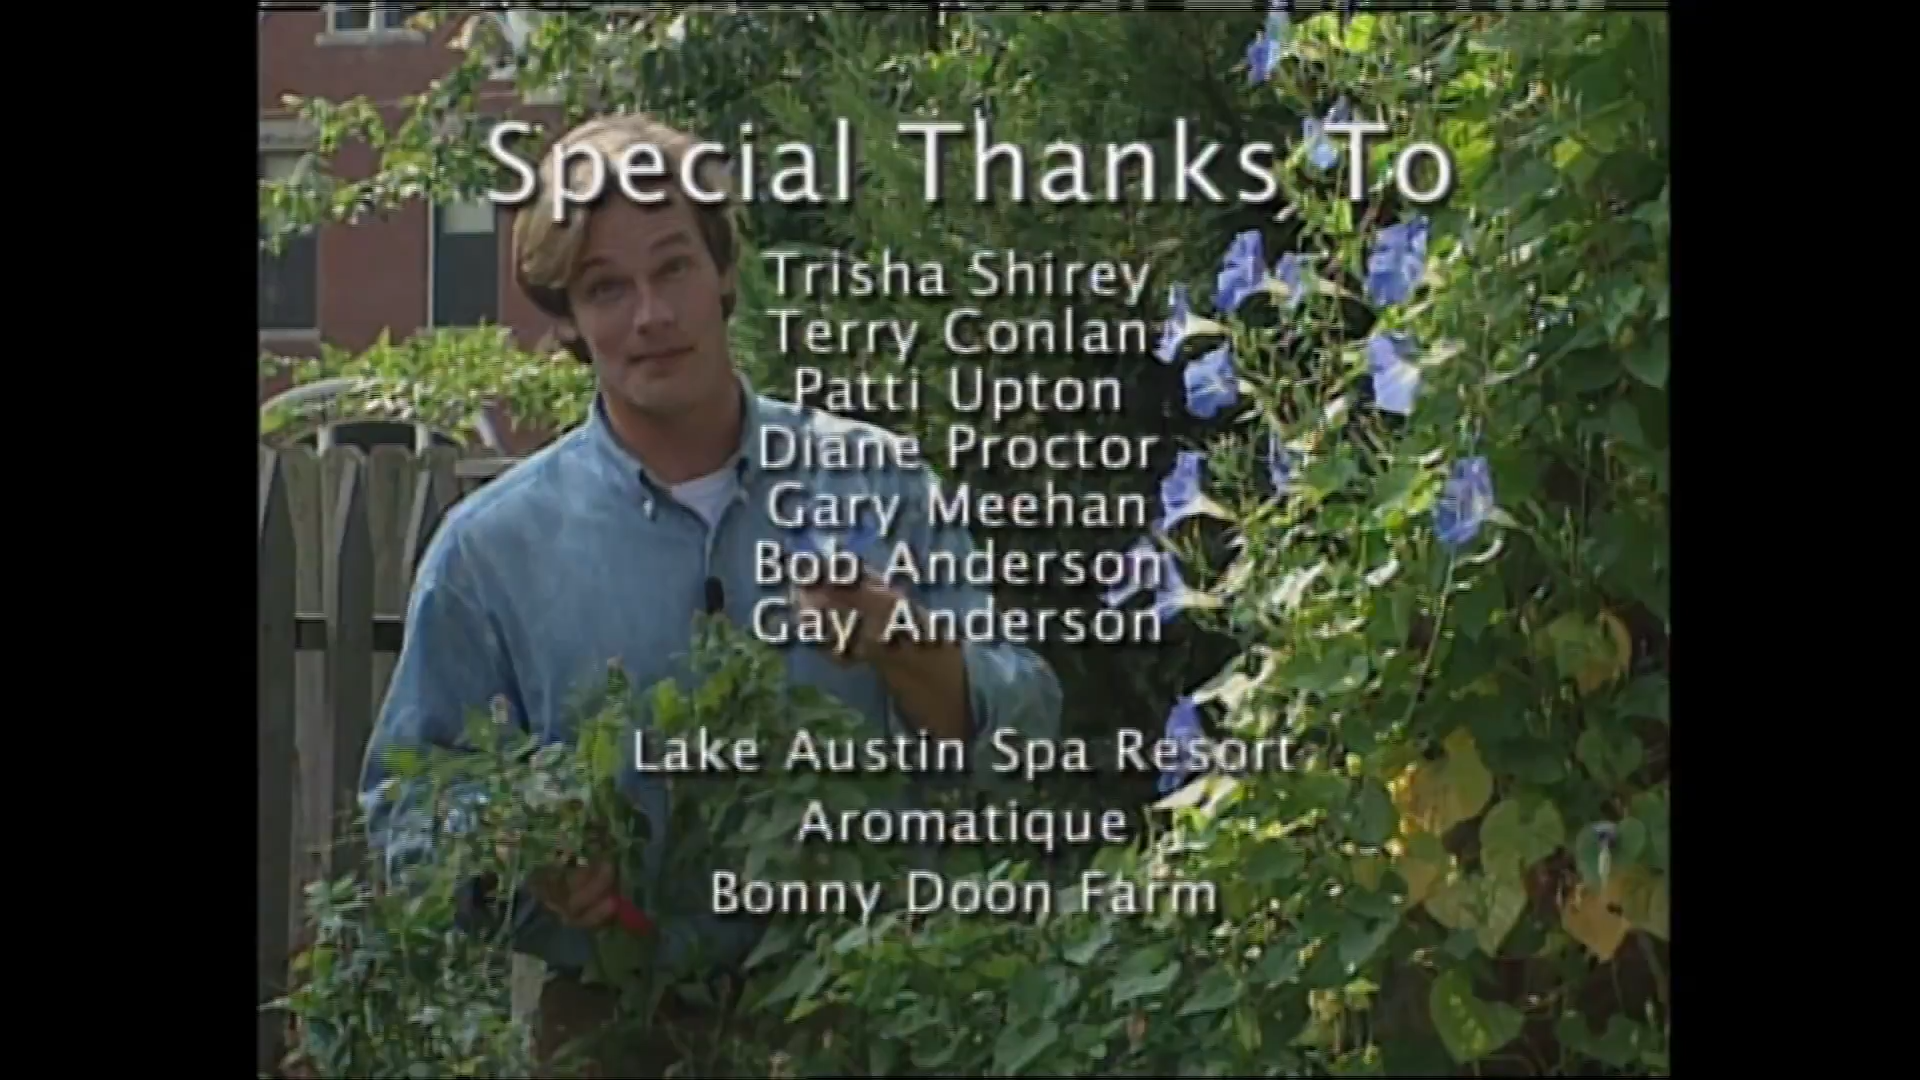 Special Thanks To
Trisha Shirey
Terry Conlan
Patti Upton
Diane Proctor
Gary Meehan
Bob Anderson
Gay Anderson
Lake Austin Spa Resort
Aromatique
Bonny Doon Farm